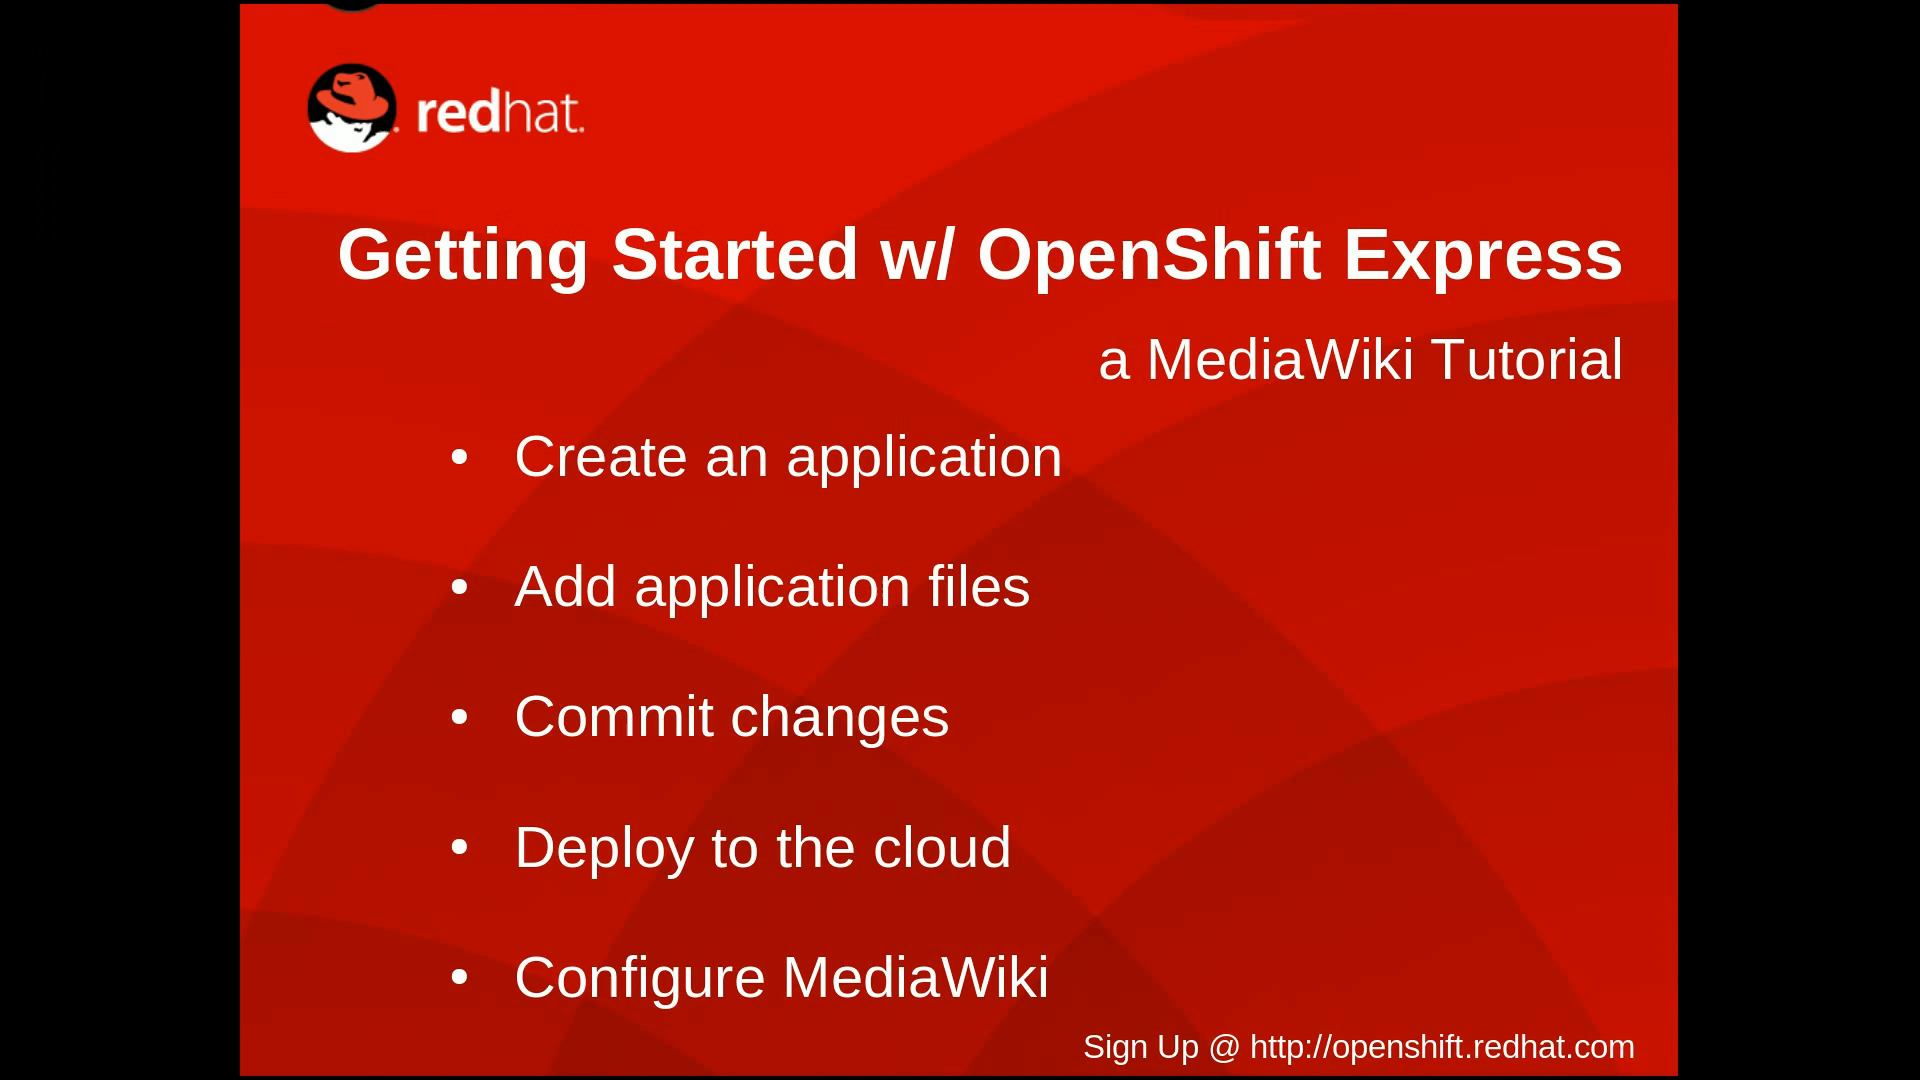 redhat.
Getting Started w/ OpenShift Express
a MediaWiki Tutorial
• Create an application
• Add application files
• Commit changes
• Deploy to the cloud
• Configure MediaWiki
Sign Up @ http://openshift.redhat.com